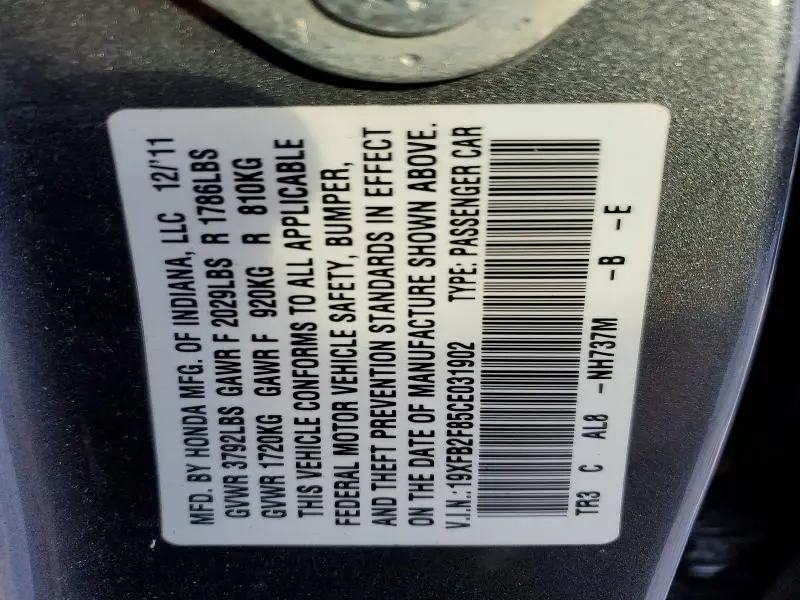 MFD. BY HONDA MFG. OF INDIANA, LLC 12/'11
GVWR 3792LBS GAWR F 2029LBS R 1786LBS
GVWR 1720KG GAWR F 920KG R 810KG
THIS VEHICLE CONFORMS TO ALL APPLICABLE
FEDERAL MOTOR VEHICLE SAFETY, BUMPER,
AND THEFT PREVENTION STANDARDS IN EFFECT
ON THE DATE OF MANUFACTURE SHOWN ABOVE.
V.I.N.:19XFB2F85CE031902 TYPE: PASSENGER CAR
TR3 C AL8 -NH737M -B -E